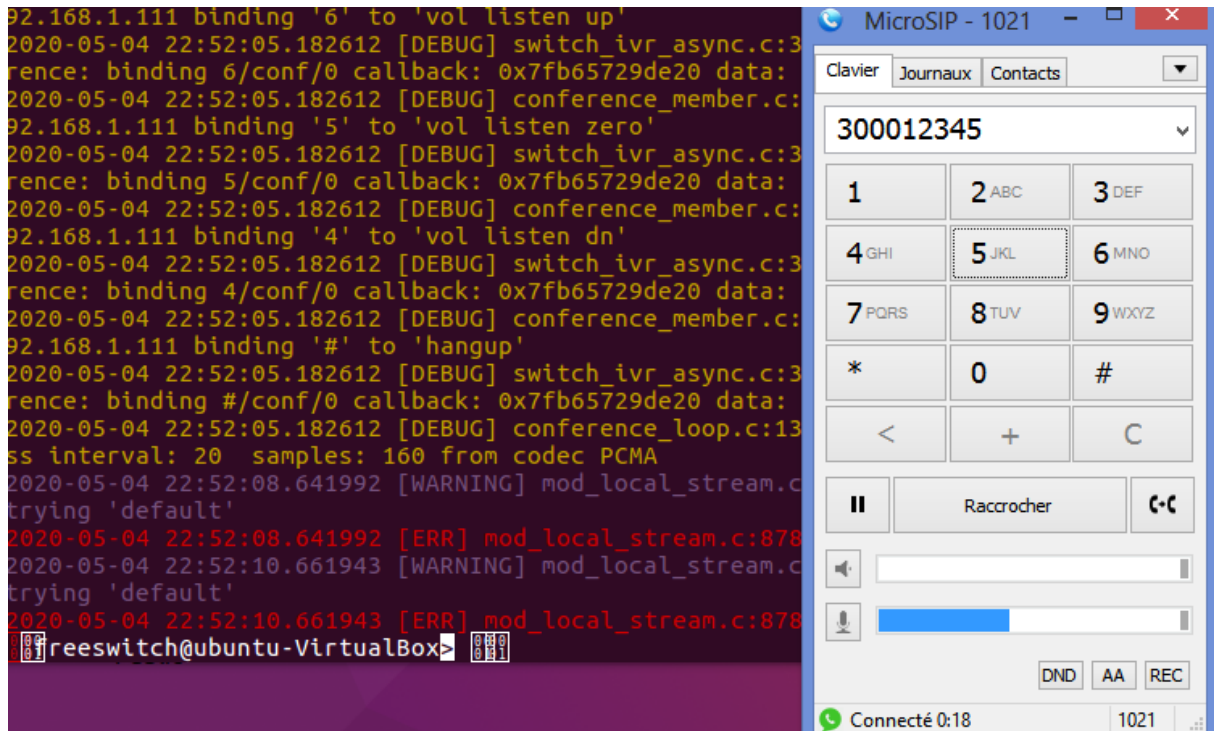 92.168.1.111 binding '6' to 'vol listen up'
2020-05-04 22:52:05.182612 [DEBUG] switch_ivr_async.c:3
rence: binding 6/conf/0 callback: 0x7fb65729de20 data:
2020-05-04 22:52:05.182612 [DEBUG] conference_member.c:
92.168.1.111 binding '5' to 'vol listen zero'
2020-05-04 22:52:05.182612 [DEBUG] switch_ivr_async.c:3
rence: binding 5/conf/0 callback: 0x7fb65729de20 data:
2020-05-04 22:52:05.182612 [DEBUG] conference_member.c:
92.168.1.111 binding '4' to 'vol listen dn'
2020-05-04 22:52:05.182612 [DEBUG] switch_ivr_async.c:3
rence: binding 4/conf/0 callback: 0x7fb65729de20 data:
2020-05-04 22:52:05.182612 [DEBUG] conference_member.c:
92.168.1.111 binding '#' to 'hangup'
2020-05-04 22:52:05.182612 [DEBUG] switch_ivr_async.c:3
rence: binding #/conf/0 callback: 0x7fb65729de20 data:
2020-05-04 22:52:05.182612 [DEBUG] conference_loop.c:13
ss interval: 20  samples: 160 from codec PCMA
2020-05-04 22:52:08.641992 [WARNING] mod_local_stream.c
trying 'default'
2020-05-04 22:52:08.641992 [ERR] mod_local_stream.c:878
2020-05-04 22:52:10.661943 [WARNING] mod_local_stream.c
trying 'default'
2020-05-04 22:52:10.661943 [ERR] mod_local_stream.c:878
freeswitch@ubuntu-VirtualBox>
MicroSIP - 1021
Clavier Journaux Contacts
300012345
1 2 ABC 3 DEF
4 GHI 5 JKL 6 MNO
7 PQRS 8 TUV 9 WXYZ
* 0 #
< + C
Raccrocher
DND AA REC
Connecté 0:18 1021